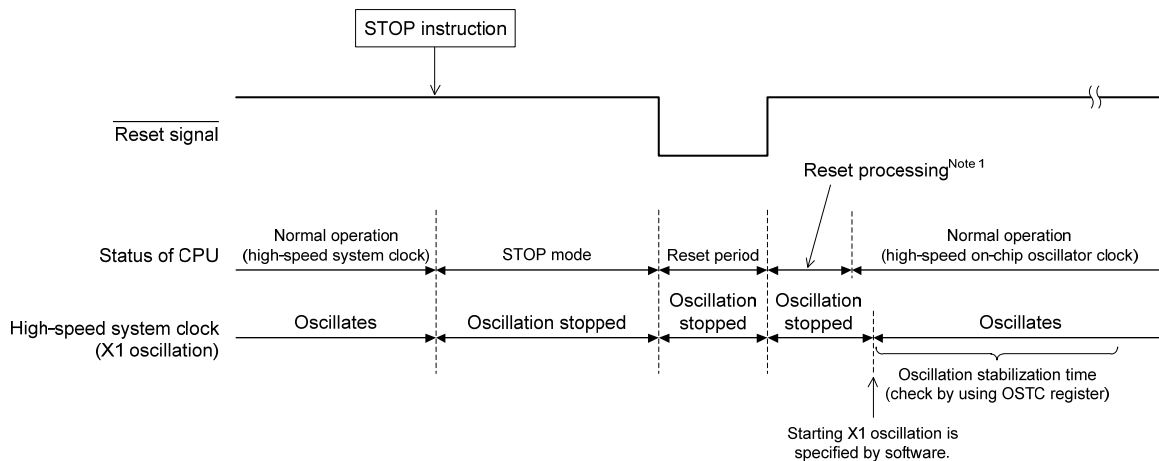 STOP instruction
Reset signal
Reset processingNote 1
Status of CPU
Normal operation
(high-speed system clock)
STOP mode
Reset period
Normal operation
(high-speed on-chip oscillator clock)
High-speed system clock
(X1 oscillation)
Oscillates
Oscillation stopped
Oscillation
stopped
Oscillation
stopped
Oscillates
Oscillation stabilization time
(check by using OSTC register)
Starting X1 oscillation is
specified by software.